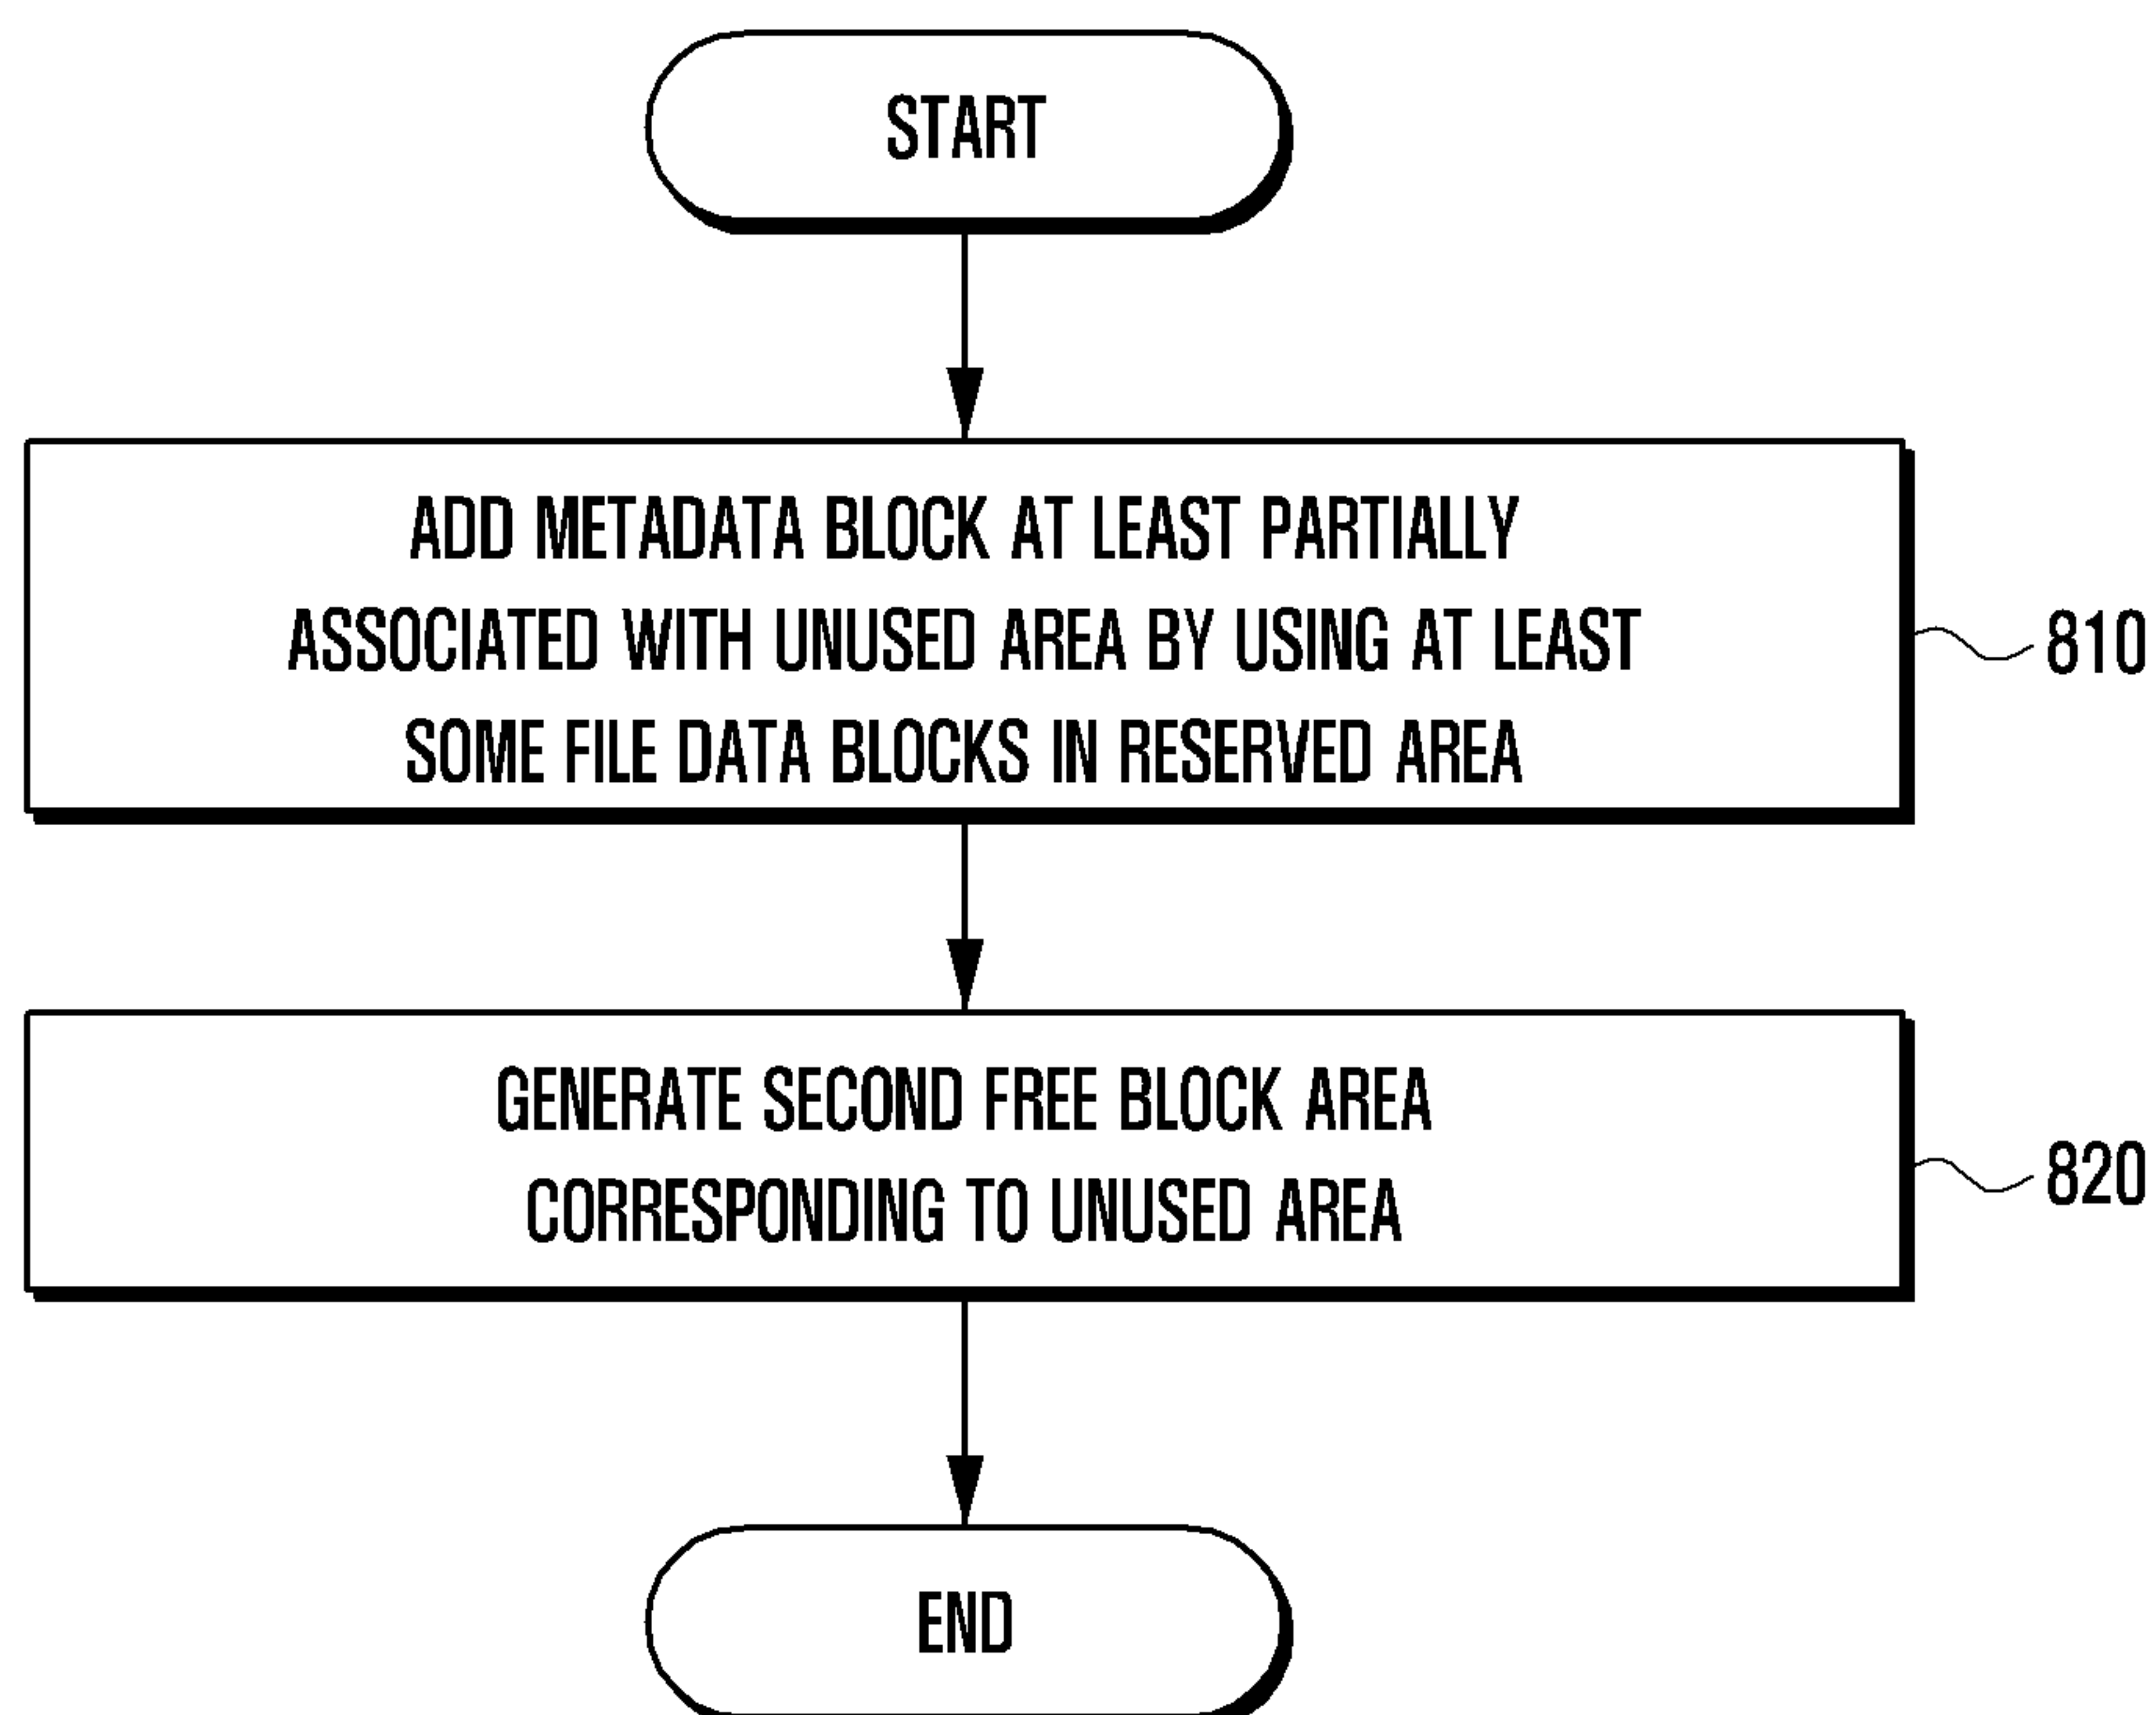 START
ADD METADATA BLOCK AT LEAST PARTIALLY
ASSOCIATED WITH UNUSED AREA BY USING AT LEAST
SOME FILE DATA BLOCKS IN RESERVED AREA
810
GENERATE SECOND FREE BLOCK AREA
CORRESPONDING TO UNUSED AREA
820
END